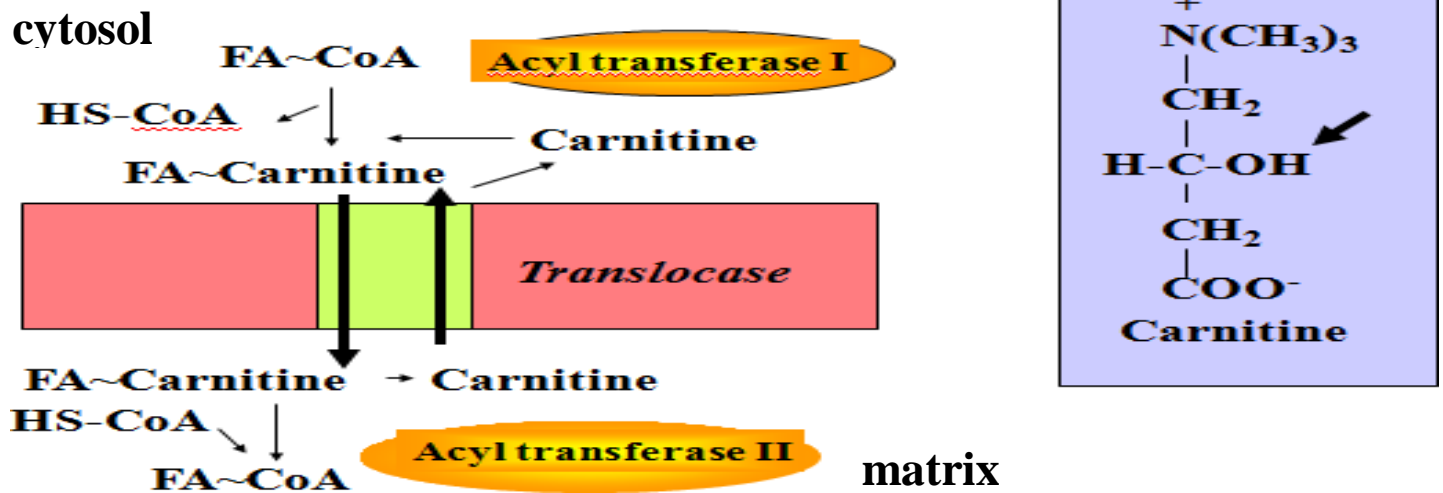 cytosol
FA~CoA
Acyl transferase I
HS-CoA
Carnitine
FA~Carnitine
Translocase
FA~Carnitine → Carnitine
HS-CoA
FA~CoA
Acyl transferase II
matrix
+
N(CH₃)₃
CH₂
H-C-OH
CH₂
COO⁻
Carnitine